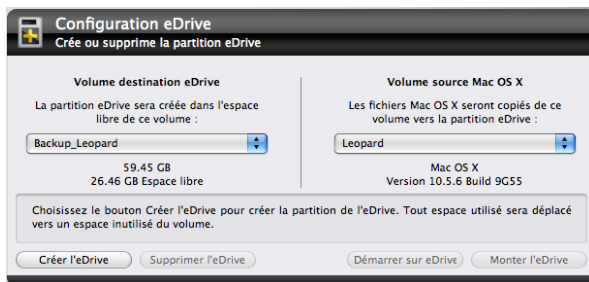 Configuration eDrive
Crée ou supprime la partition eDrive
Volume destination eDrive
La partition eDrive sera créée dans l'espace
libre de ce volume :
Backup_Leopard
59.45 GB
26.46 GB Espace libre
Volume source Mac OS X
Les fichiers Mac OS X seront copiés de ce
volume vers la partition eDrive :
Leopard
Mac OS X
Version 10.5.6 Build 9G55
Choisissez le bouton Créer l'eDrive pour créer la partition de l'eDrive. Tout espace utilisé sera déplacé
vers un espace inutilisé du volume.
Créer l'eDrive
Supprimer l'eDrive
Démarrer sur eDrive
Monter l'eDrive